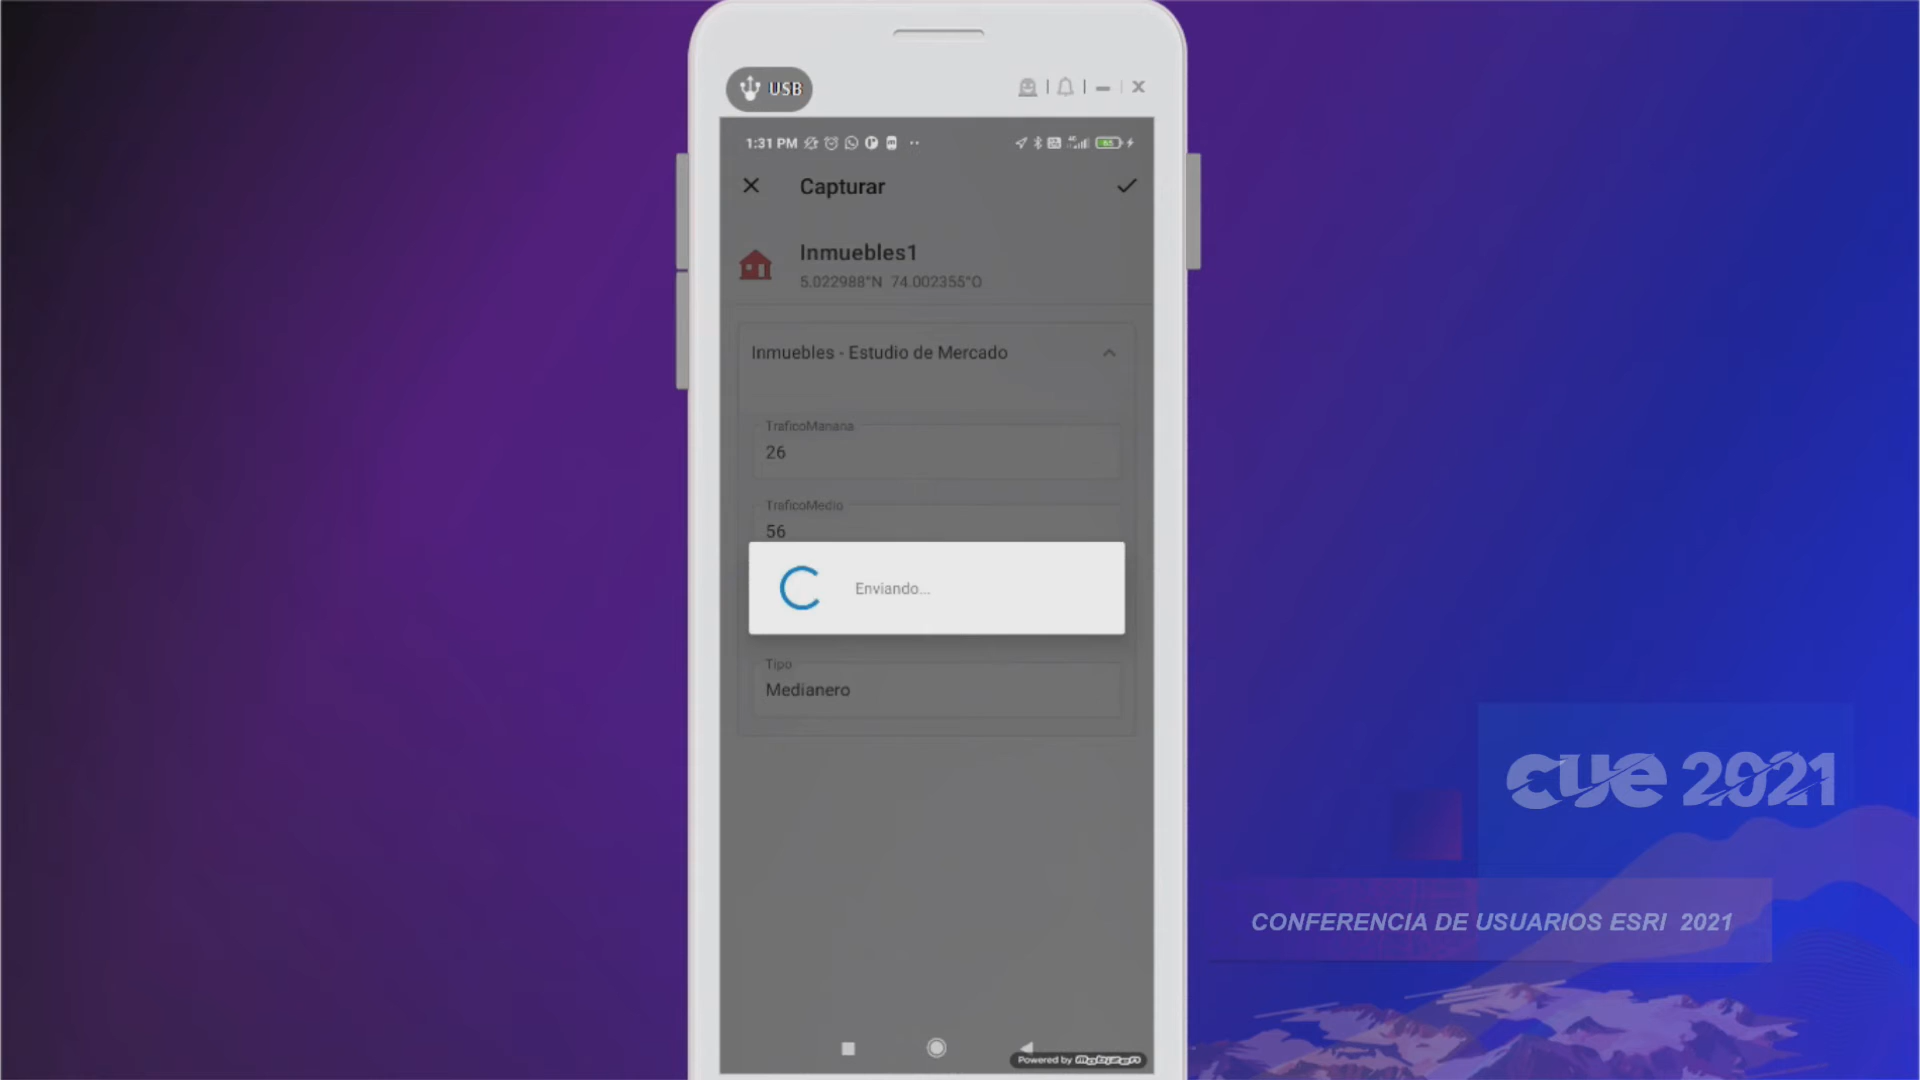 USB
1:31 PM
Capturar
Inmuebles1
5.022988°N 74.002355°O
Inmuebles - Estudio de Mercado
TraficoManana
26
TraficoMedio
56
Enviando...
Tipo
Medianero
cue 2021
CONFERENCIA DE USUARIOS ESRI 2021
Powered by Mobizen